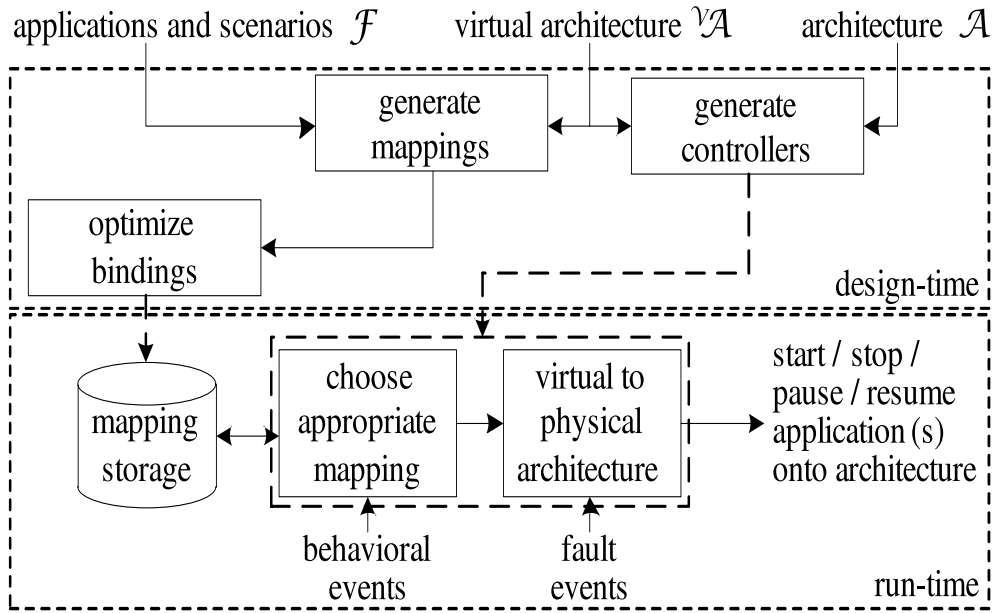 applications and scenarios ℱ
virtual architecture ᵛ𝒜
architecture 𝒜
generate
mappings
generate
controllers
optimize
bindings
design-time
mapping
storage
choose
appropriate
mapping
virtual to
physical
architecture
start / stop /
pause / resume
application (s)
onto architecture
behavioral
events
fault
events
run-time